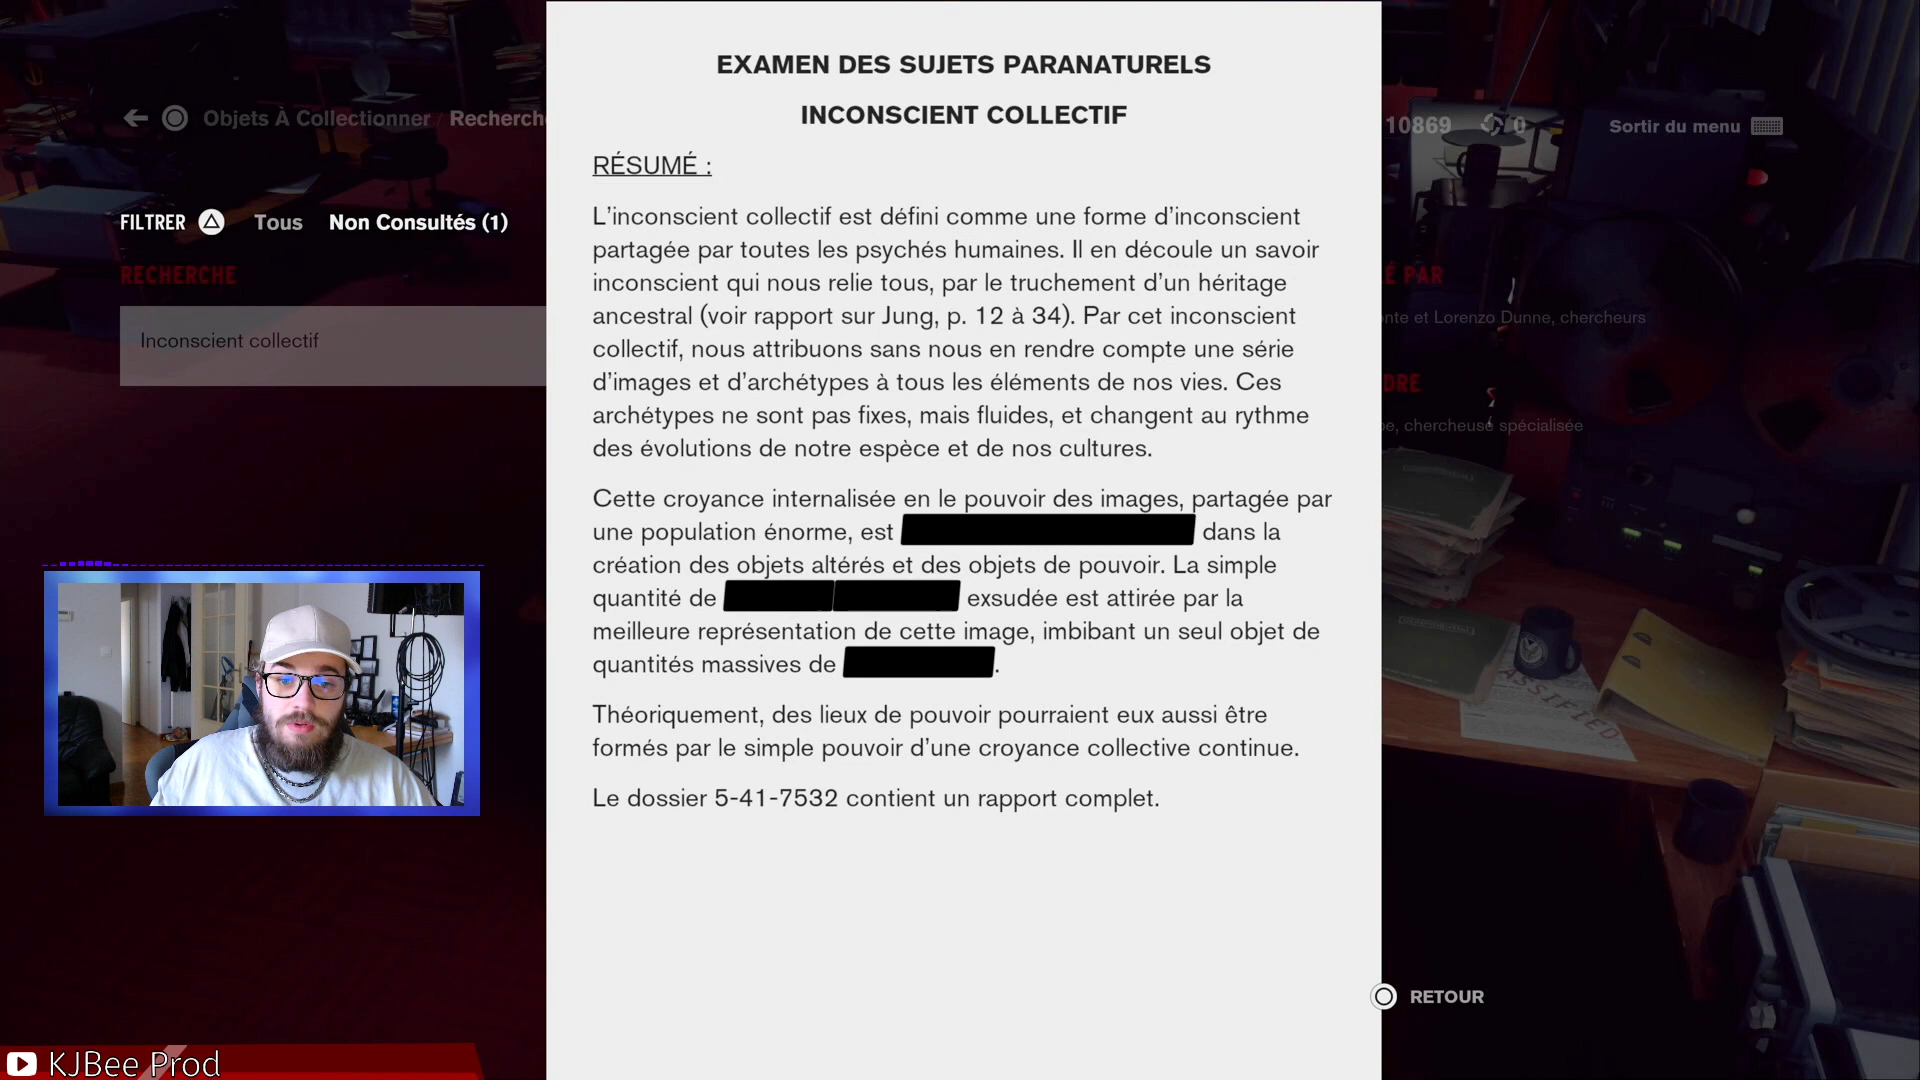 EXAMEN DES SUJETS PARANATURELS
INCONSCIENT COLLECTIF
RÉSUMÉ :
L'inconscient collectif est défini comme une forme d'inconscient
partagée par toutes les psychés humaines. Il en découle un savoir
inconscient qui nous relie tous, par le truchement d'un héritage
ancestral (voir rapport sur Jung, p. 12 à 34). Par cet inconscient
collectif, nous attribuons sans nous en rendre compte une série
d'images et d'archétypes à tous les éléments de nos vies. Ces
archétypes ne sont pas fixes, mais fluides, et changent au rythme
des évolutions de notre espèce et de nos cultures.
Cette croyance internalisée en le pouvoir des images, partagée par
une population énorme, est dans la
création des objets altérés et des objets de pouvoir. La simple
quantité de exsudée est attirée par la
meilleure représentation de cette image, imbibant un seul objet de
quantités massives de .
Théoriquement, des lieux de pouvoir pourraient eux aussi être
formés par le simple pouvoir d'une croyance collective continue.
Le dossier 5-41-7532 contient un rapport complet.
Objets À Collectionner / Recherche
10869 0
Sortir du menu
FILTRER Tous Non Consultés (1)
RECHERCHE
Inconscient collectif
É PAR
nte et Lorenzo Dunne, chercheurs
DRE
, chercheuse spécialisée
RETOUR
KJBee Prod